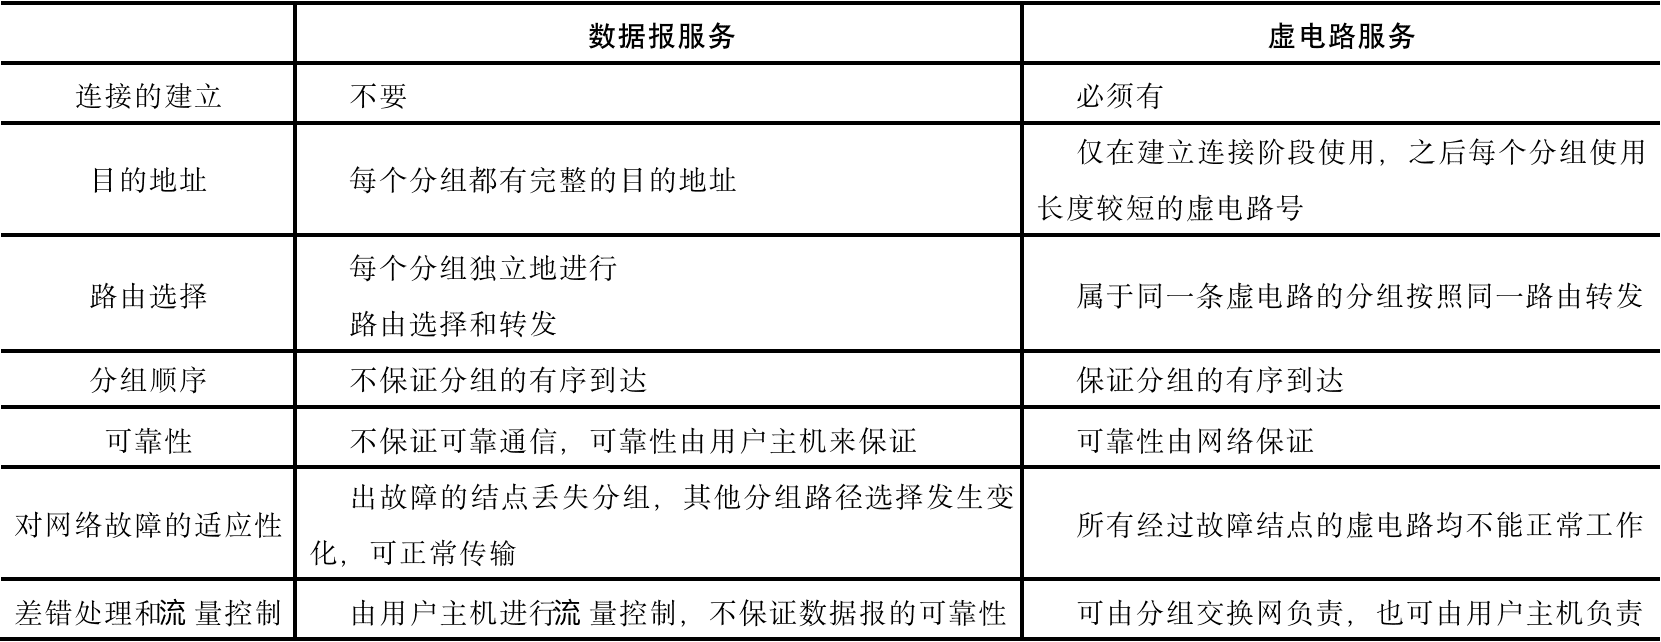 数据报服务 虚电路服务
连接的建立 不要 必须有
目的地址 每个分组都有完整的目的地址 仅在建立连接阶段使用，之后每个分组使用
长度较短的虚电路号
路由选择 每个分组独立地进行
路由选择和转发 属于同一条虚电路的分组按照同一路由转发
分组顺序 不保证分组的有序到达 保证分组的有序到达
可靠性 不保证可靠通信，可靠性由用户主机来保证 可靠性由网络保证
对网络故障的适应性 出故障的结点丢失分组，其他分组路径选择发生变
化，可正常传输 所有经过故障结点的虚电路均不能正常工作
差错处理和流量控制 由用户主机进行流量控制，不保证数据报的可靠性 可由分组交换网负责，也可由用户主机负责